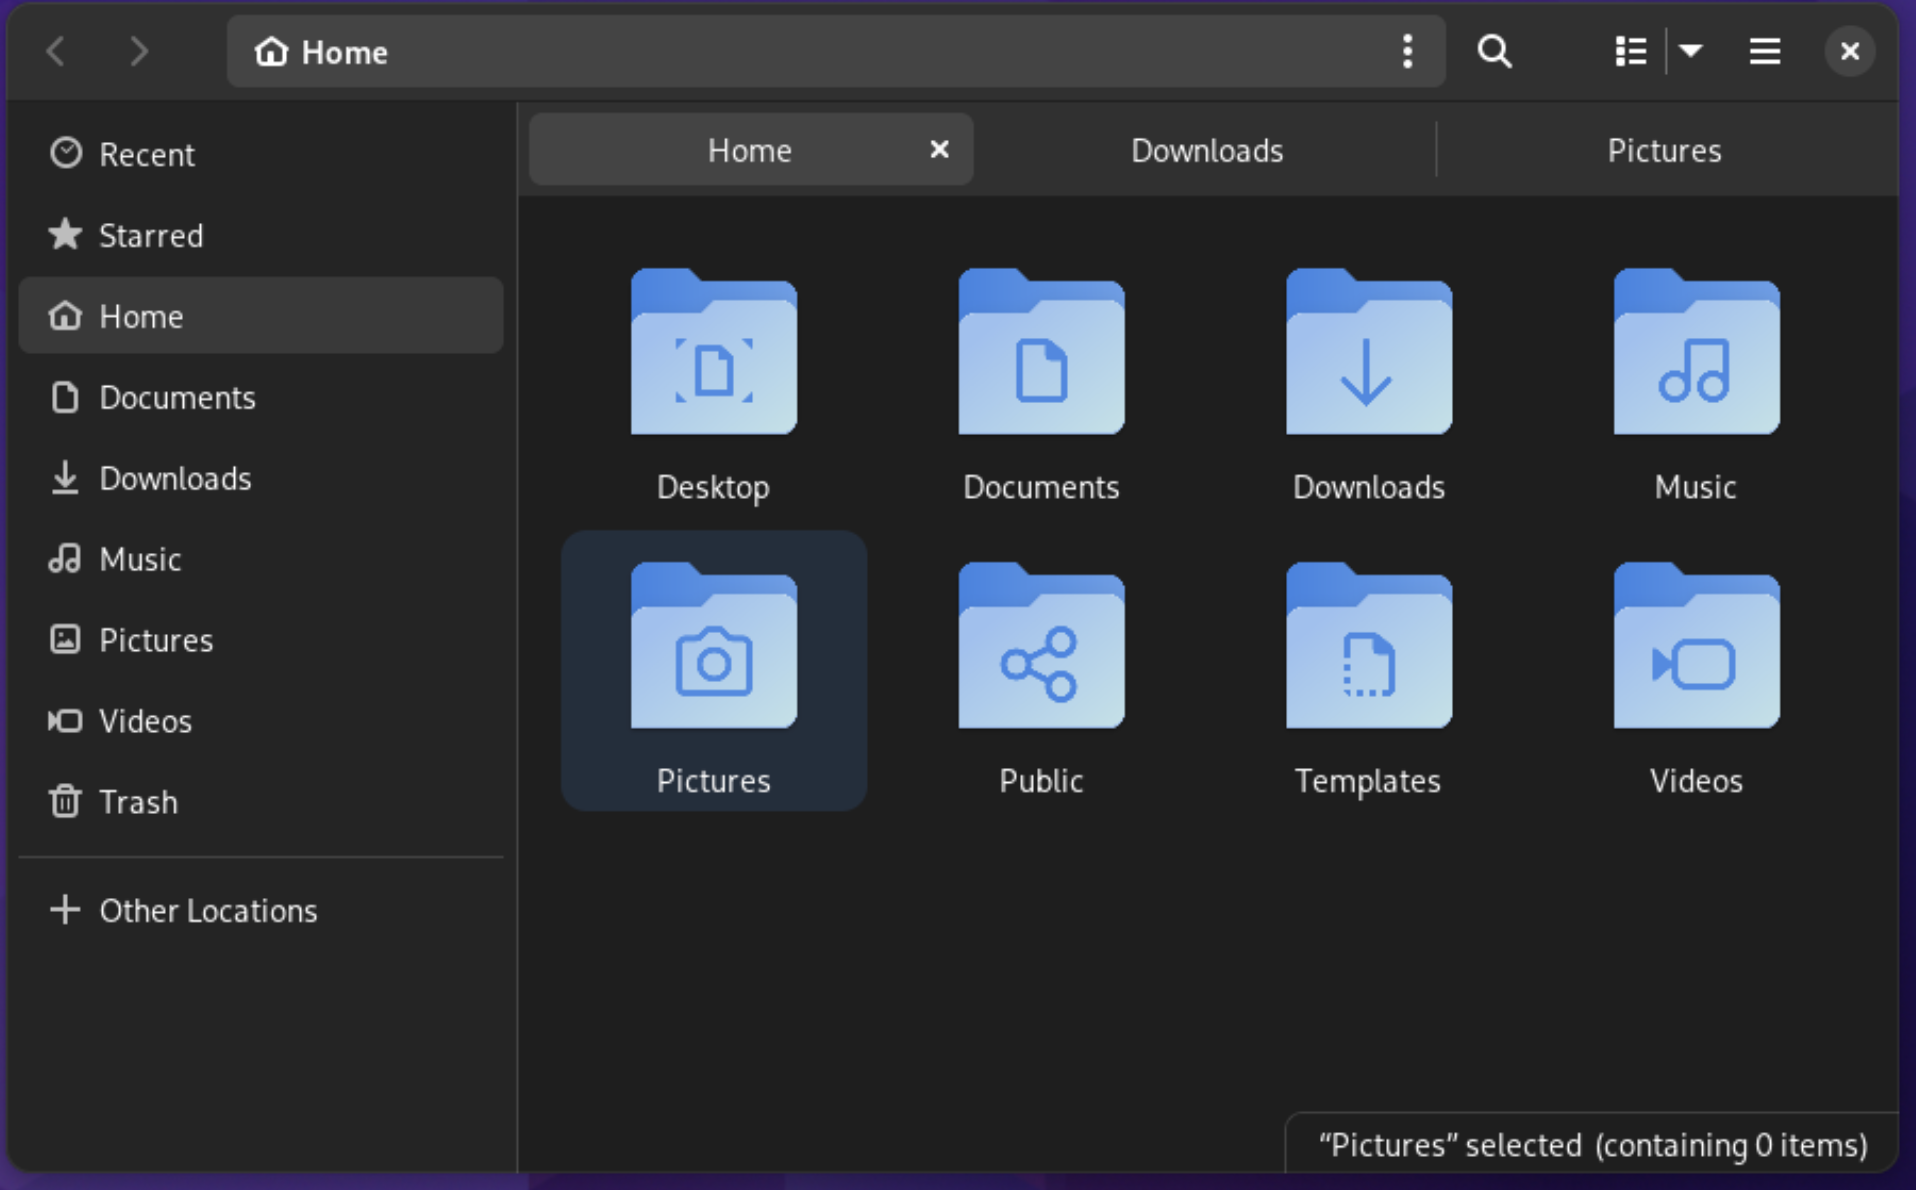 Home
Recent
Starred
Home
Documents
Downloads
Music
Pictures
Videos
Trash
Other Locations
Home Downloads Pictures
Desktop Documents Downloads Music
Pictures Public Templates Videos
“Pictures” selected (containing 0 items)